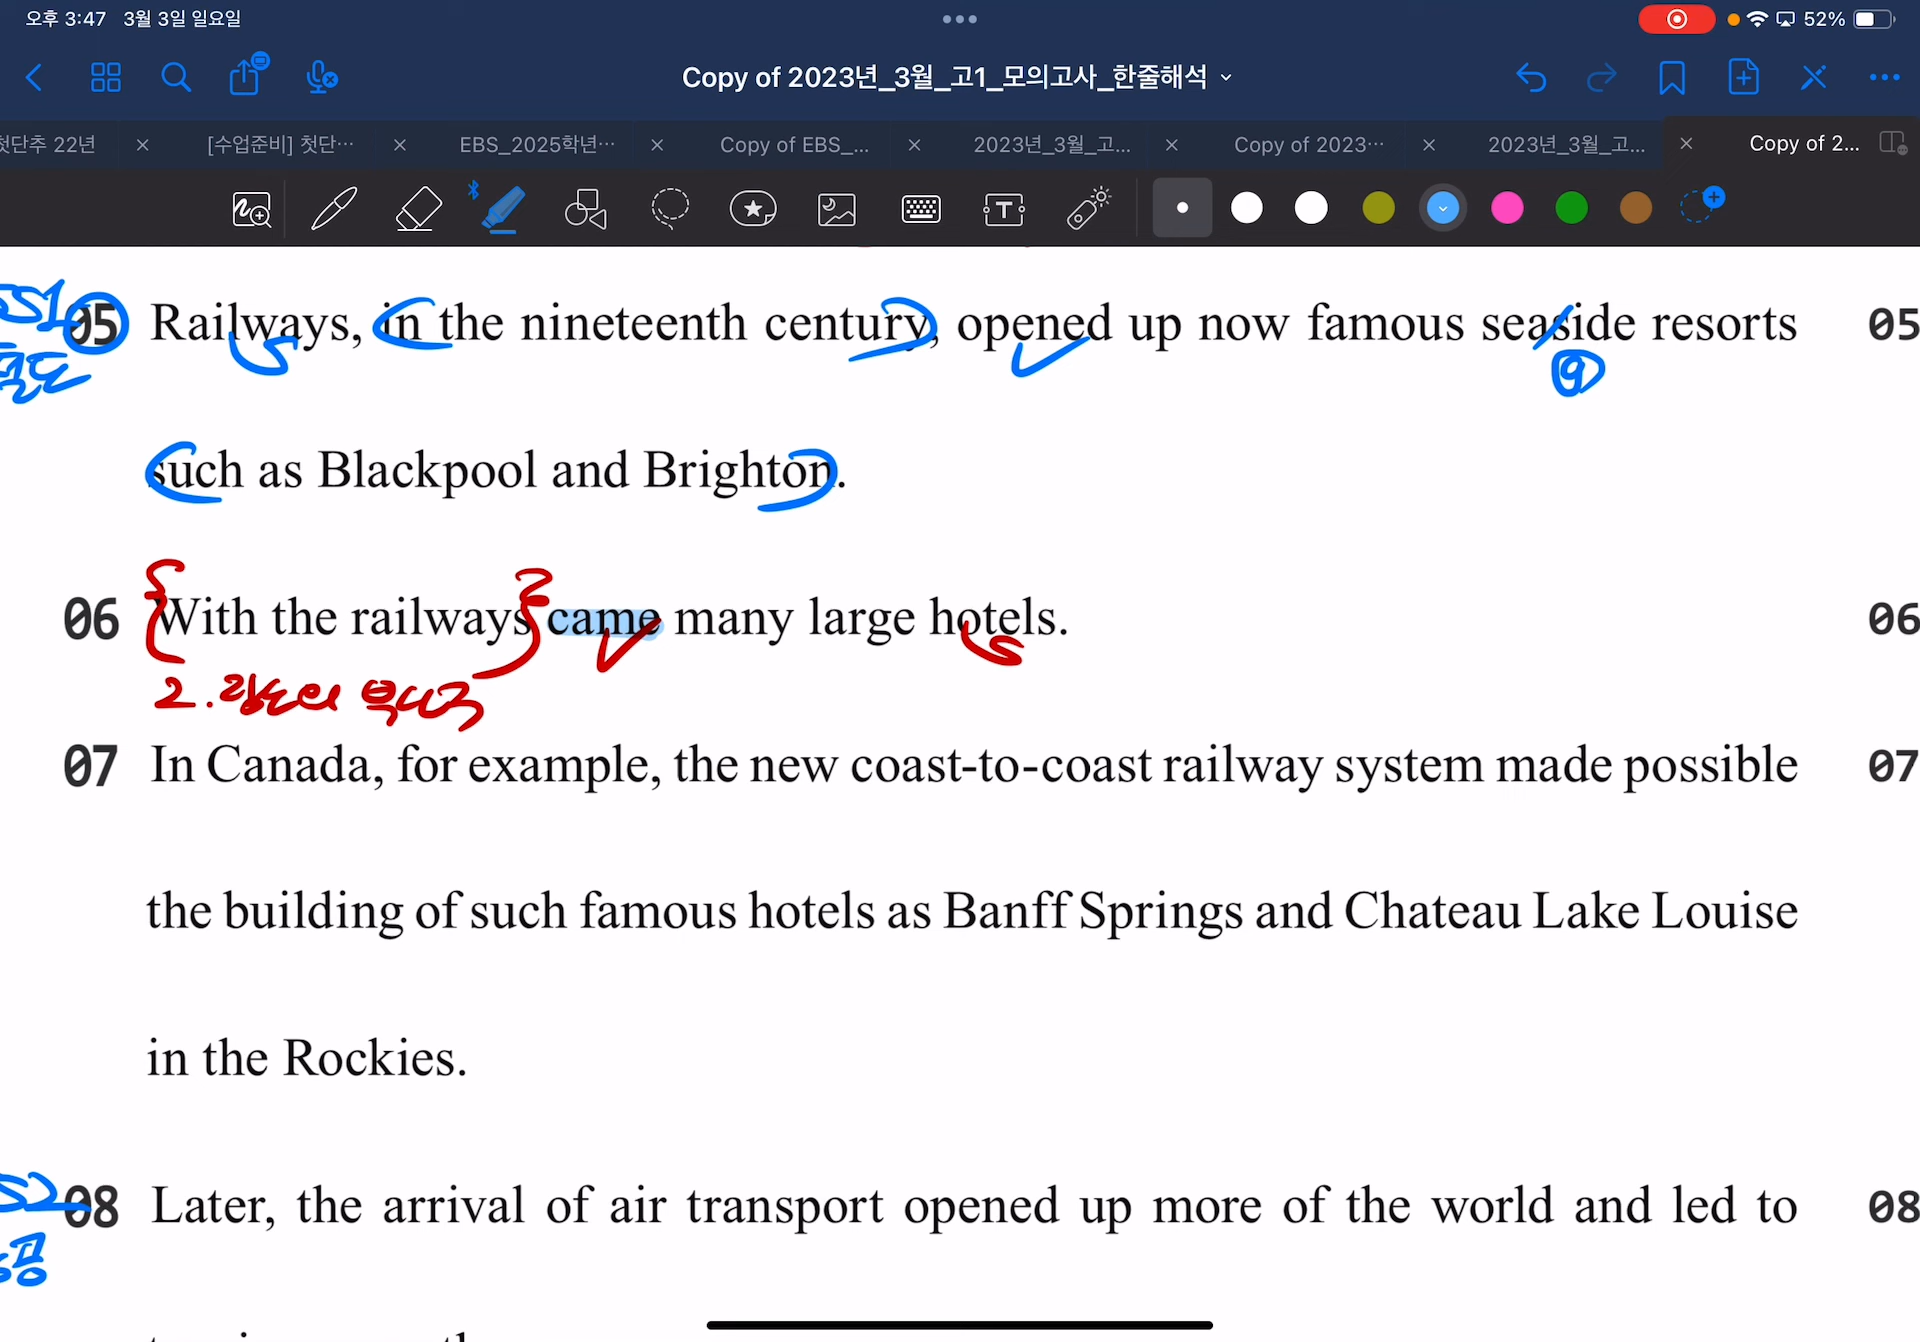 오후 3:47 3월 3일 일요일
52%
Copy of 2023년_3월_고1_모의고사_한줄해석
첫단추 22년
[수업준비] 첫단…
EBS_2025학년…
Copy of EBS_...
2023년_3월_고...
Copy of 2023…
2023년_3월_고...
Copy of 2...
S1
05 Railways, in the nineteenth century, opened up now famous seaside resorts 05
such as Blackpool and Brighton.
06 With the railways came many large hotels. 06
2.
07 In Canada, for example, the new coast-to-coast railway system made possible 07
the building of such famous hotels as Banff Springs and Chateau Lake Louise
in the Rockies.
S2
08 Later, the arrival of air transport opened up more of the world and led to 08